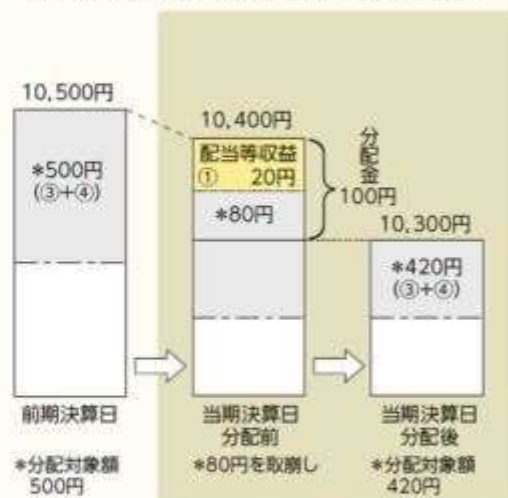 10,500円
*500円
(③+④)
10,400円
配当等収益
① 20円
*80円
分配金
100円
10,300円
*420円
(③+④)
前期決算日
当期決算日
分配前
当期決算日
分配後
*分配対象額
500円
*80円を取崩し
*分配対象額
420円